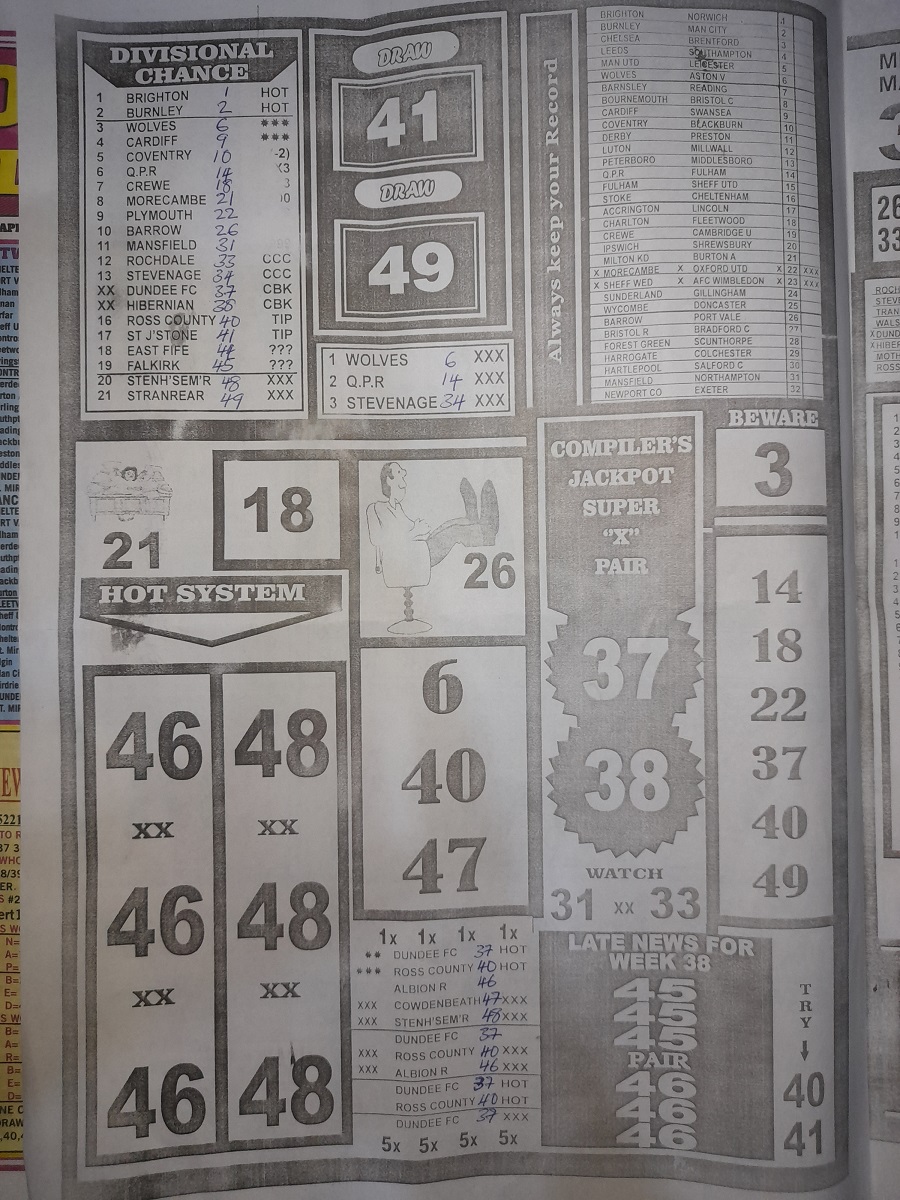 DIVISIONAL
CHANCE
1 BRIGHTON 1 HOT
2 BURNLEY 2 HOT
3 WOLVES 6 ***
4 CARDIFF 9 ***
5 COVENTRY 10 -2)
6 Q.P.R 14 X3
7 CREWE 18 3
8 MORECAMBE 21 10
9 PLYMOUTH 22
10 BARROW 26
11 MANSFIELD 31
12 ROCHDALE 33 CCC
13 STEVENAGE 34 CCC
XX DUNDEE FC 37 CBK
XX HIBERNIAN 38 CBK
16 ROSS COUNTY 40 TIP
17 ST J'STONE 41 TIP
18 EAST FIFE 44 ???
19 FALKIRK 45 ???
20 STENH'SEM'R 48 XXX
21 STRANREAR 49 XXX
DRAW
41
DRAW
49
1 WOLVES 6 XXX
2 Q.P.R 14 XXX
3 STEVENAGE 34 XXX
Always keep your Record
BRIGHTON NORWICH 1
BURNLEY MAN CITY 2
CHELSEA BRENTFORD 3
LEEDS SOUTHAMPTON 4
MAN UTD LEICESTER 5
WOLVES ASTON V 6
BARNSLEY READING 7
BOURNEMOUTH BRISTOL C 8
CARDIFF SWANSEA 9
COVENTRY BLACKBURN 10
DERBY PRESTON 11
LUTON MILLWALL 12
PETERBORO MIDDLESBORO 13
Q.P.R FULHAM 14
FULHAM SHEFF UTD 15
STOKE CHELTENHAM 16
ACCRINGTON LINCOLN 17
CHARLTON FLEETWOOD 18
CREWE CAMBRIDGE U 19
IPSWICH SHREWSBURY 20
MILTON KD BURTON A 21
X MORECAMBE X OXFORD UTD X 22 XXX
X SHEFF WED X AFC WIMBLEDON X 23 XXX
SUNDERLAND GILLINGHAM 24
WYCOMBE DONCASTER 25
BARROW PORT VALE 26
BRISTOL R BRADFORD C 27
FOREST GREEN SCUNTHORPE 28
HARROGATE COLCHESTER 29
HARTLEPOOL SALFORD C 30
MANSFIELD NORTHAMPTON 31
NEWPORT CO EXETER 32
21
18
26
HOT SYSTEM
46 48
XX XX
46 48
XX XX
46 48
6
40
47
1x 1x 1x 1x
** DUNDEE FC 37 HOT
*** ROSS COUNTY 40 HOT
ALBION R 46
XXX COWDENBEATH 47 XXX
XXX STENH'SEM'R 48 XXX
DUNDEE FC 37
XXX ROSS COUNTY 40 XXX
XXX ALBION R 46 XXX
DUNDEE FC 37 HOT
ROSS COUNTY 40 HOT
DUNDEE FC 37 XXX
5x 5x 5x 5x
COMPILER'S
JACKPOT
SUPER
"X"
PAIR
37
38
WATCH
31 XX 33
BEWARE
3
14
18
22
37
40
49
LATE NEWS FOR
WEEK 38
45
45
45
PAIR
46
46
46
TRY
40
41